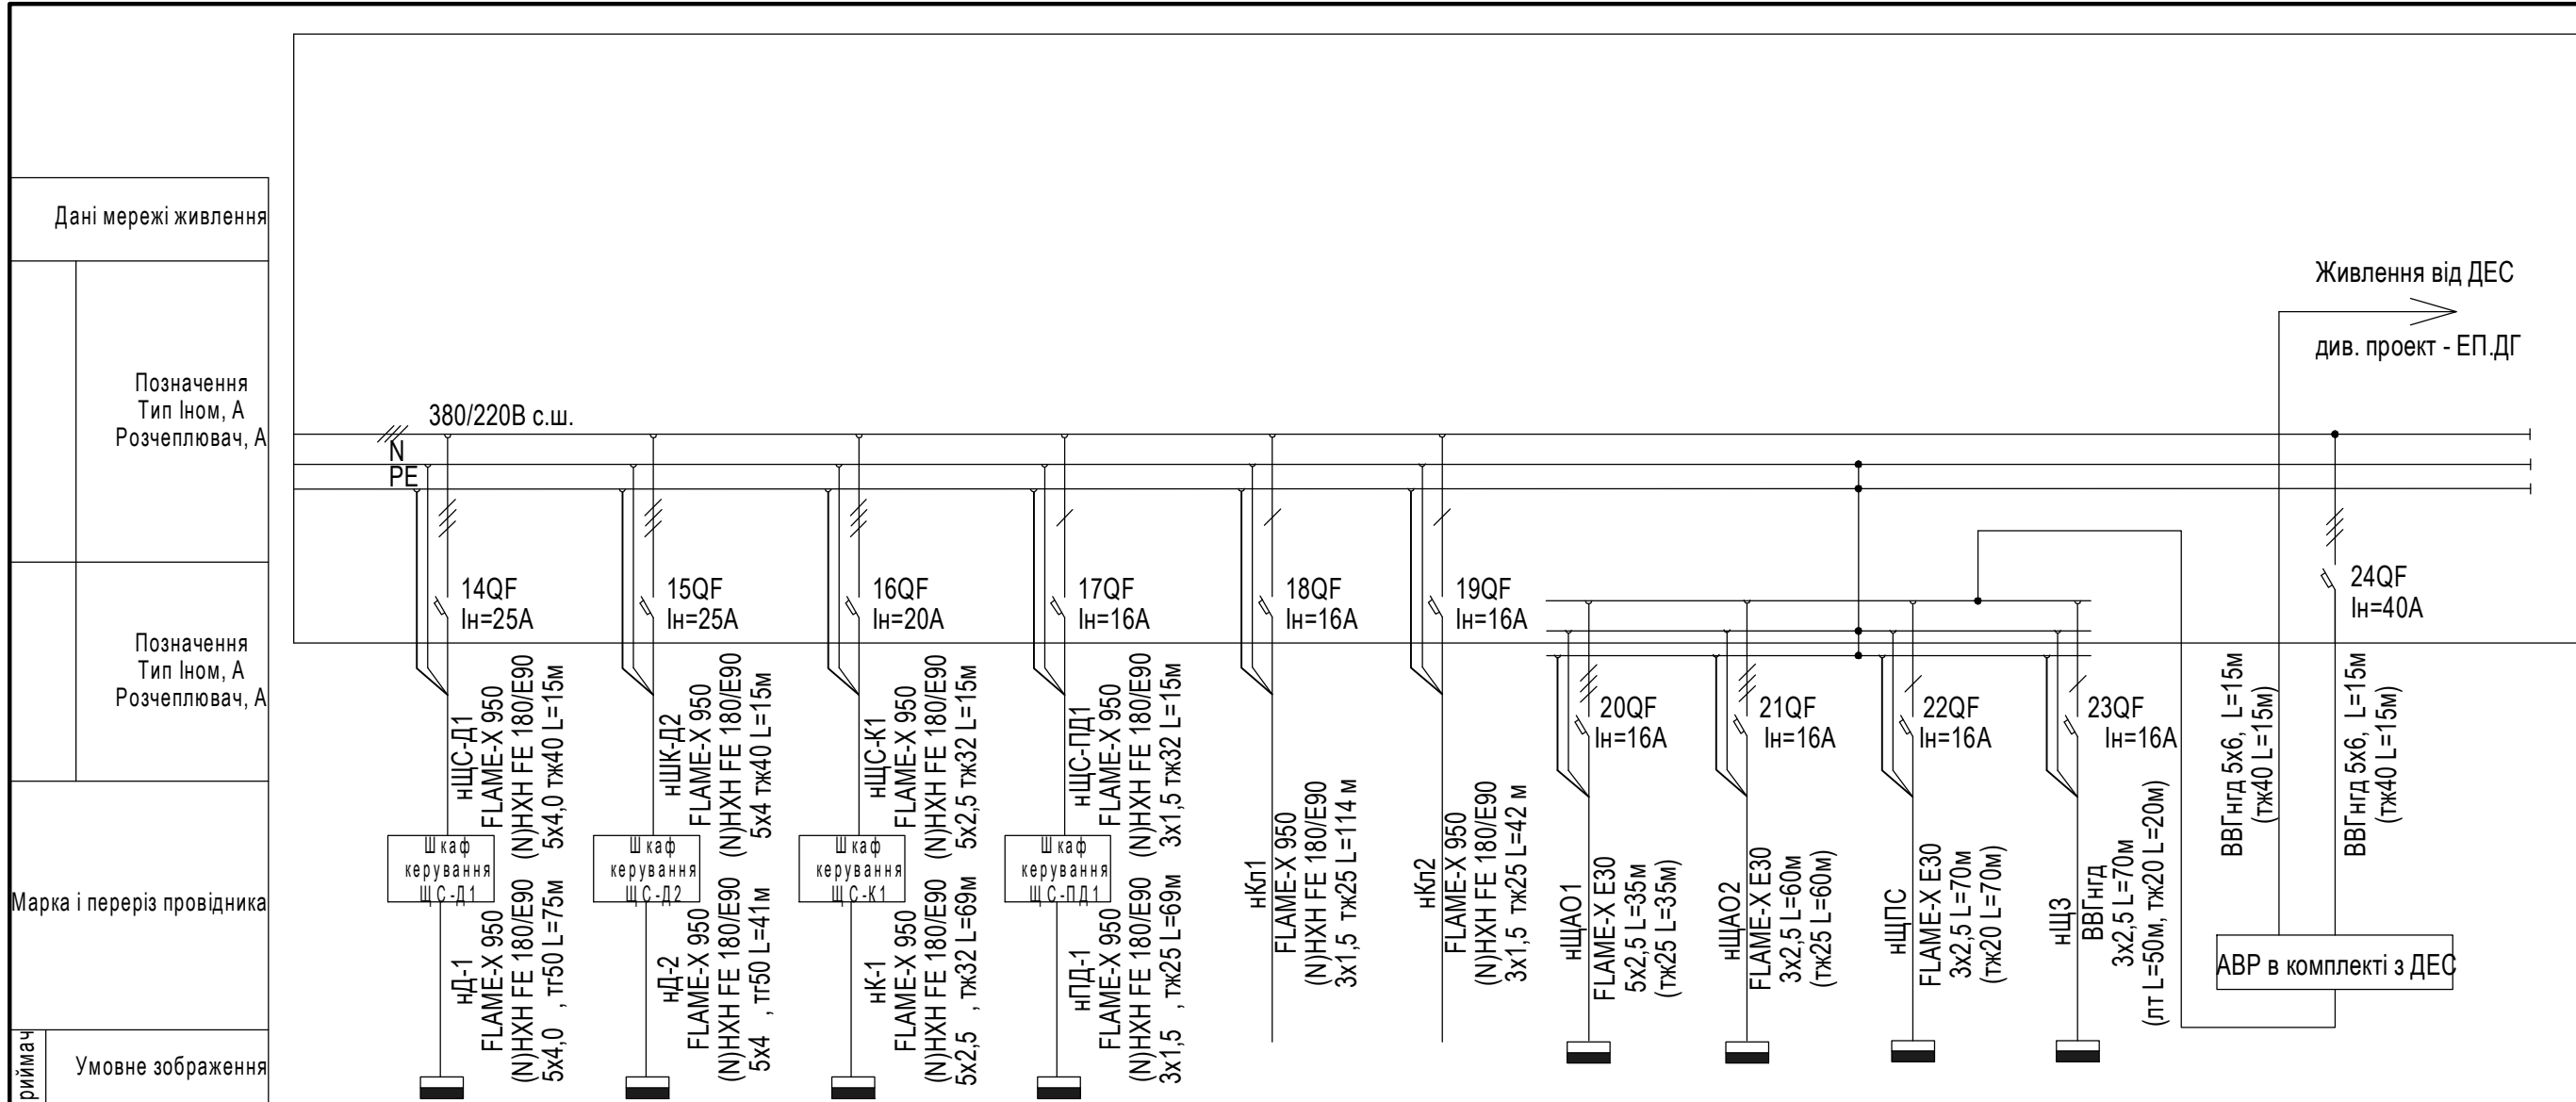 Дані мережі живлення
Позначення
Тип Іном, А
Розчеплювач, А
Позначення
Тип Іном, А
Розчеплювач, А
Марка і переріз провідника
Умовне зображення
380/220В с.ш.
N
PE
Живлення від ДЕС
див. проект - ЕП.ДГ
14QF
Ін=25А
15QF
Ін=25А
16QF
Ін=20А
17QF
Ін=16А
18QF
Ін=16А
19QF
Ін=16А
20QF
Ін=16А
21QF
Ін=16А
22QF
Ін=16А
23QF
Ін=16А
24QF
Ін=40А
нЩС-Д1
FLAME-X 950
(N)HXH FE 180/E90
5х4,0 тж40 L=15м
нШК-Д2
FLAME-X 950
(N)HXH FE 180/E90
5х4 тж40 L=15м
нЩС-К1
FLAME-X 950
(N)HXH FE 180/E90
5х2,5 тж32 L=15м
нЩС-ПД1
FLAME-X 950
(N)HXH FE 180/E90
3х1,5 тж32 L=15м
Шкаф
керування
ЩС-Д1
Шкаф
керування
ЩС-Д2
Шкаф
керування
ЩС-К1
Шкаф
керування
ЩС-ПД1
нД-1
FLAME-X 950
(N)HXH FE 180/E90
5х4,0 , тг50 L=75м
нД-2
FLAME-X 950
(N)HXH FE 180/E90
5х4 , тг50 L=41м
нК-1
FLAME-X 950
(N)HXH FE 180/E90
5х2,5 , тж32 L=69м
нПД-1
FLAME-X 950
(N)HXH FE 180/E90
3х1,5 , тж25 L=69м
нКл1
FLAME-X 950
(N)HXH FE 180/E90
3х1,5 тж25 L=114 м
нКл2
FLAME-X 950
(N)HXH FE 180/E90
3х1,5 тж25 L=42 м
нЩАО1
FLAME-X E30
5х2,5 L=35м
(тж25 L=35м)
нЩАО2
FLAME-X E30
3х2,5 L=60м
(тж25 L=60м)
нЩПС
FLAME-X E30
3х2,5 L=70м
(тж20 L=70м)
нЩЗ
ВВГнгд
3х2,5 L=70м
(лт L=50м, тж20 L=20м)
ВВГнгд 5х6, L=15м
(тж40 L=15м)
ВВГнгд 5х6, L=15м
(тж40 L=15м)
АВР в комплекті з ДЕС